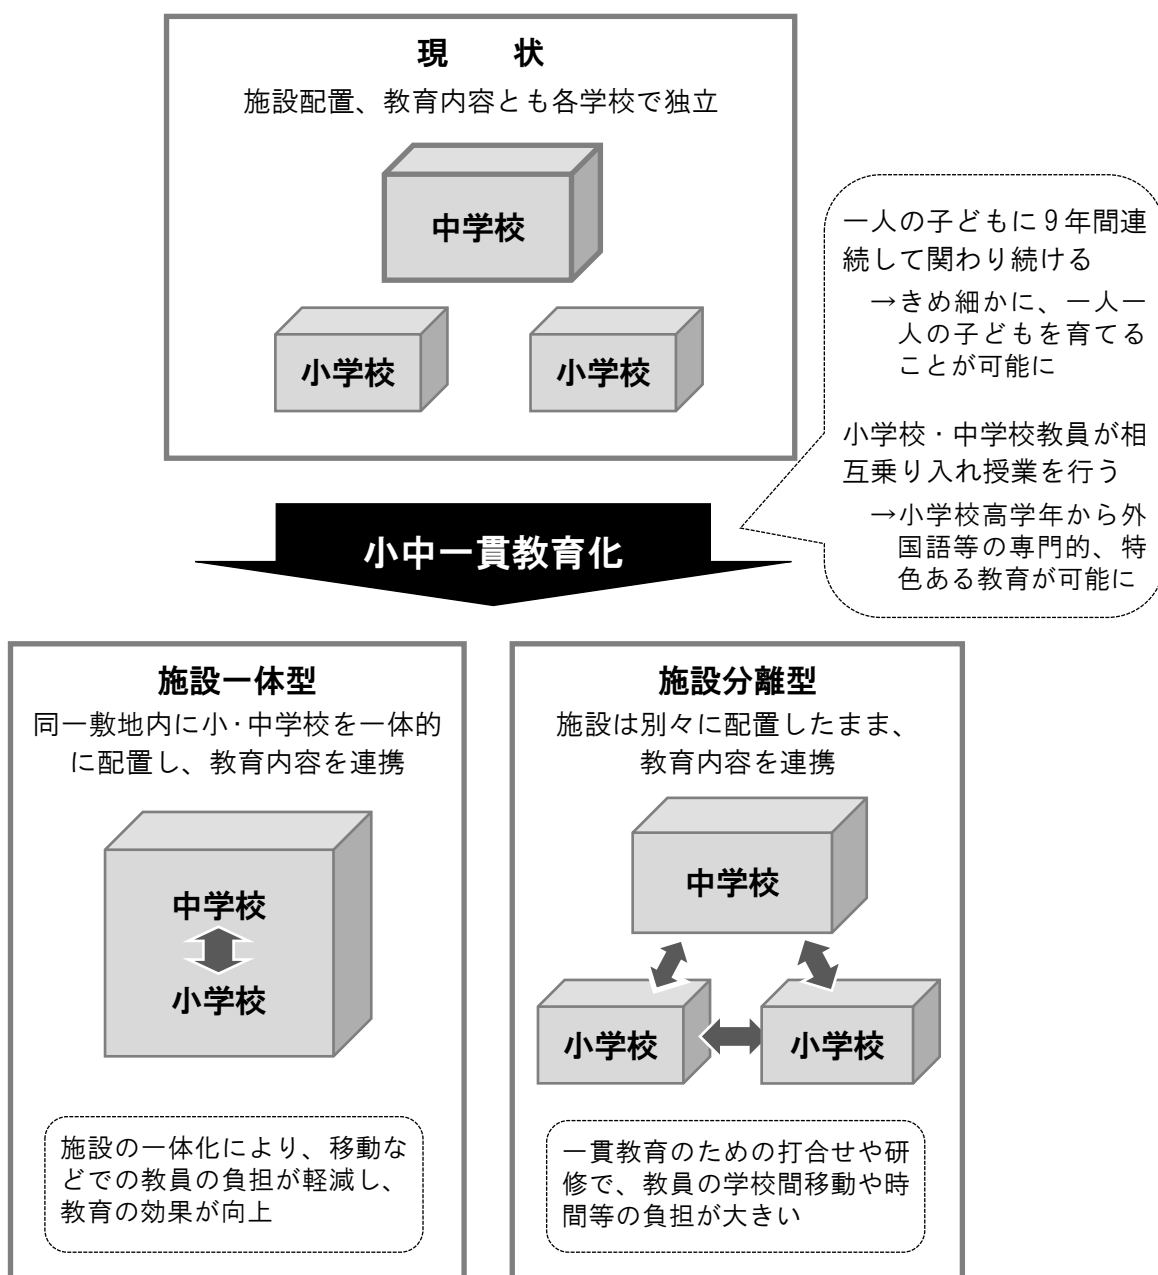 現　　状
施設配置、教育内容とも各学校で独立
中学校
小学校
小学校
一人の子どもに９年間連
続して関わり続ける
→きめ細かに、一人一
人の子どもを育てる
ことが可能に
小学校・中学校教員が相
互乗り入れ授業を行う
→小学校高学年から外
国語等の専門的、特
色ある教育が可能に
小中一貫教育化
施設一体型
同一敷地内に小・中学校を一体的
に配置し、教育内容を連携
中学校
小学校
施設の一体化により、移動な
どでの教員の負担が軽減し、
教育の効果が向上
施設分離型
施設は別々に配置したまま、
教育内容を連携
中学校
小学校
小学校
一貫教育のための打合せや研
修で、教員の学校間移動や時
間等の負担が大きい